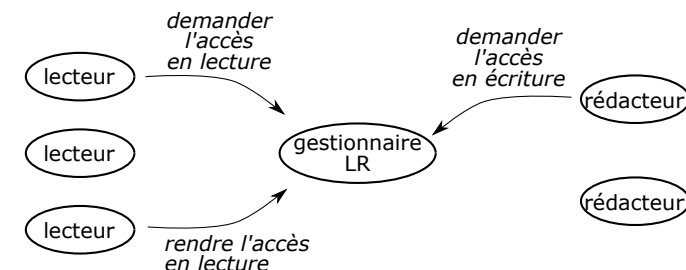 demander
l'accès
en lecture
demander
l'accès
en écriture
lecteur
rédacteur
lecteur
gestionnaire
LR
lecteur
rédacteur
rendre l'accès
en lecture